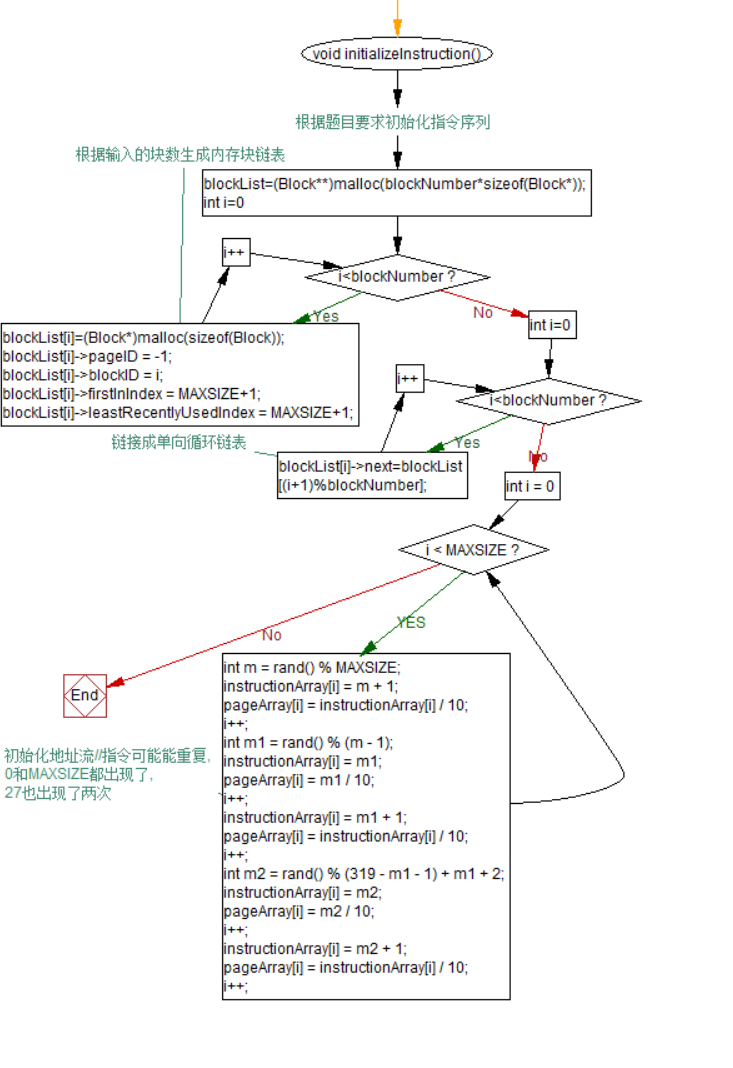 void initializeInstruction()
根据题目要求初始化指令序列
根据输入的块数生成内存块链表
blockList=(Block**)malloc(blockNumber*sizeof(Block*));
int i=0
i++
i<blockNumber ?
Yes
No
int i=0
blockList[i]=(Block*)malloc(sizeof(Block));
blockList[i]->pageID = -1;
blockList[i]->blockID = i;
blockList[i]->firstInIndex = MAXSIZE+1;
blockList[i]->leastRecentlyUsedIndex = MAXSIZE+1;
i++
i<blockNumber ?
链接成单向循环链表
Yes
No
blockList[i]->next=blockList
[(i+1)%blockNumber];
int i = 0
i < MAXSIZE ?
YES
No
End
int m = rand() % MAXSIZE;
instructionArray[i] = m + 1;
pageArray[i] = instructionArray[i] / 10;
i++;
int m1 = rand() % (m - 1);
instructionArray[i] = m1;
pageArray[i] = m1 / 10;
i++;
instructionArray[i] = m1 + 1;
pageArray[i] = instructionArray[i] / 10;
i++;
int m2 = rand() % (319 - m1 - 1) + m1 + 2;
instructionArray[i] = m2;
pageArray[i] = m2 / 10;
i++;
instructionArray[i] = m2 + 1;
pageArray[i] = instructionArray[i] / 10;
i++;
初始化地址流//指令可能能重复,
0和MAXSIZE都出现了,
27也出现了两次